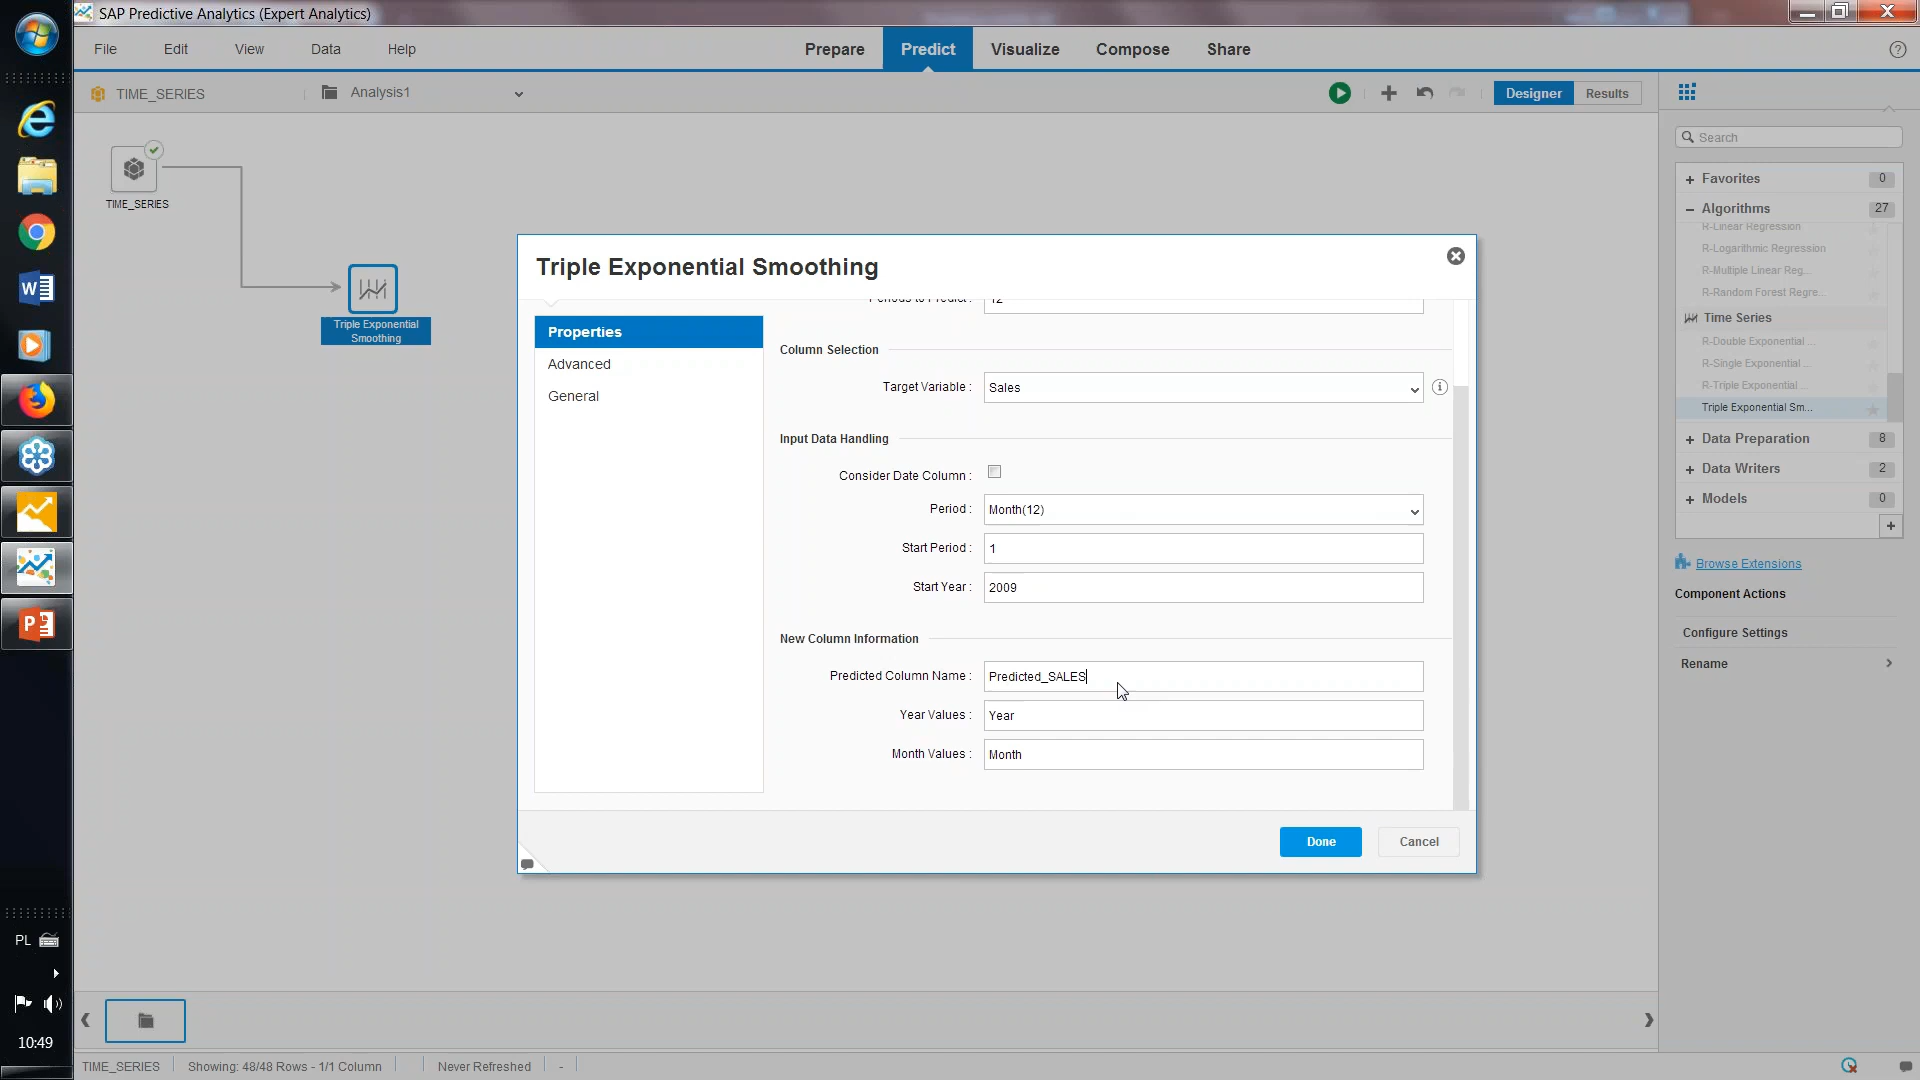 SAP Predictive Analytics (Expert Analytics)
File Edit View Data Help
Prepare Predict Visualize Compose Share
TIME_SERIES Analysis1
Designer Results
TIME_SERIES
Triple Exponential
Smoothing
Triple Exponential Smoothing
Properties
Advanced
General
Periods to Predict : 12
Column Selection
Target Variable : Sales
Input Data Handling
Consider Date Column :
Period : Month(12)
Start Period : 1
Start Year : 2009
New Column Information
Predicted Column Name : Predicted_SALES
Year Values : Year
Month Values : Month
Done Cancel
Search
+ Favorites 0
– Algorithms 27
R-Linear Regression
R-Logarithmic Regression
R-Multiple Linear Reg...
R-Random Forest Regre...
Time Series
R-Double Exponential ...
R-Single Exponential ...
R-Triple Exponential ...
Triple Exponential Sm...
+ Data Preparation 8
+ Data Writers 2
+ Models 0
+
Browse Extensions
Component Actions
Configure Settings
Rename
PL
10:49
TIME_SERIES Showing: 48/48 Rows - 1/1 Column Never Refreshed -